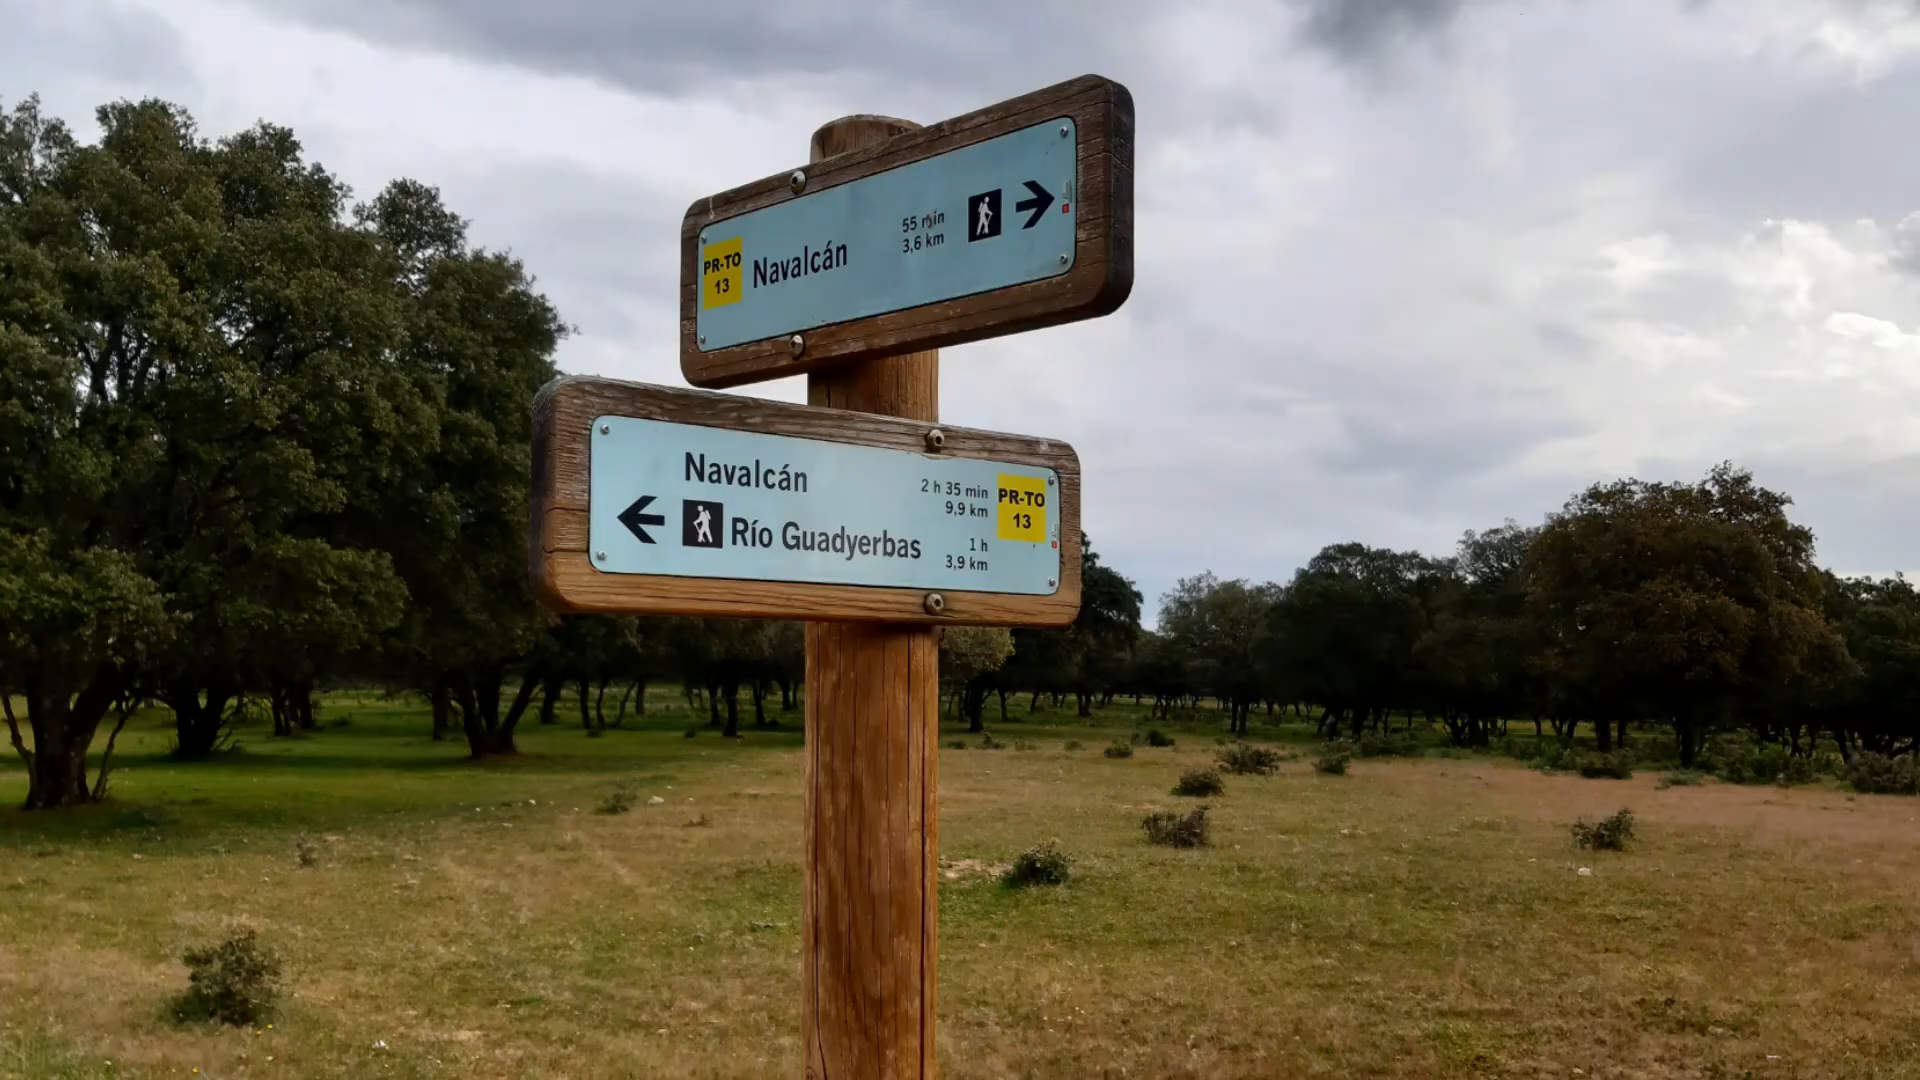 PR-TO
13
Navalcán
55 min
3,6 km
Navalcán
2 h 35 min
9,9 km
PR-TO
13
Río Guadyerbas
1 h
3,9 km